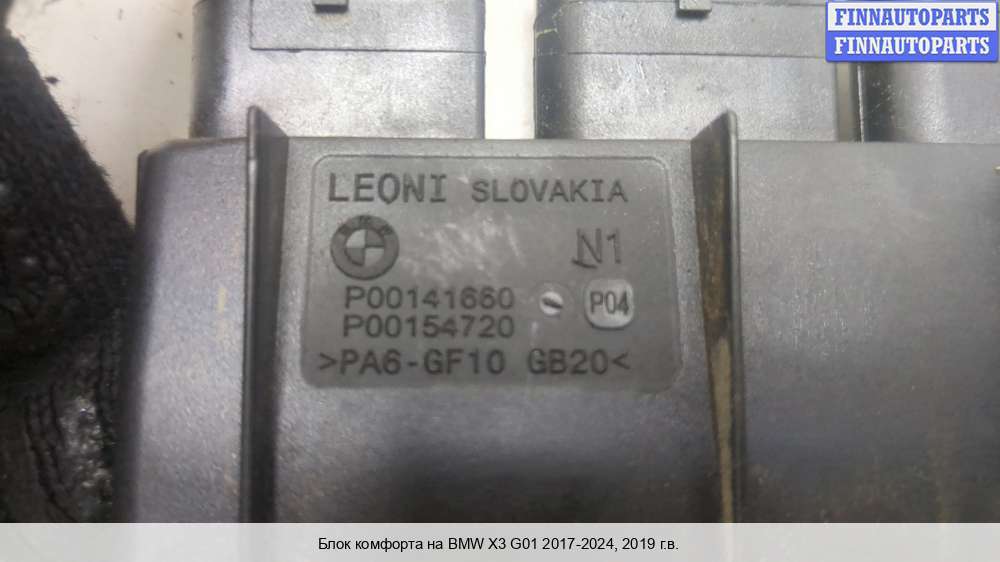 FINNAUTOPARTS
FINNAUTOPARTS
LEONI SLOVAKIA
BMW
N1
P00141660
P04
P00154720
>PA6-GF10 GB20<
Блок комфорта на BMW X3 G01 2017-2024, 2019 г.в.